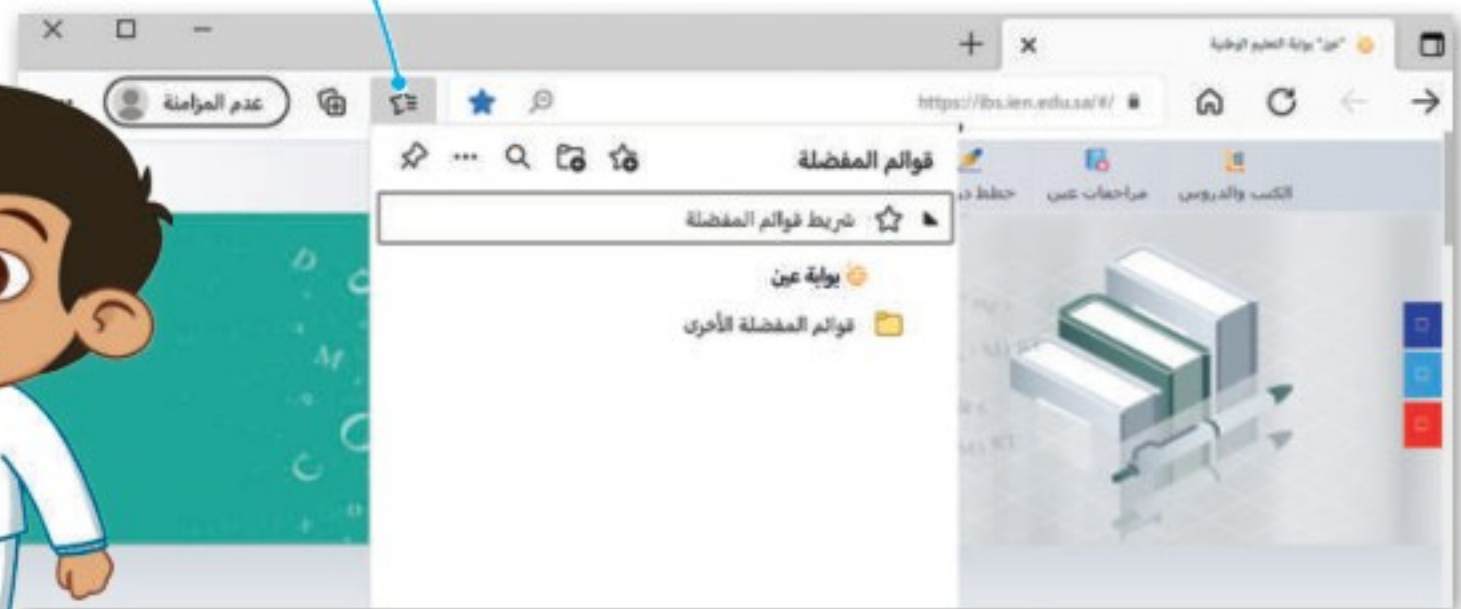 "عين" بوابة التعليم الوطنية
https://ibs.ien.edu.sa/#/
عدم المزامنة
الكتب والدروس
مراجعات عين
خطط
قوائم المفضلة
شريط قوائم المفضلة
بوابة عين
قوائم المفضلة الأخرى